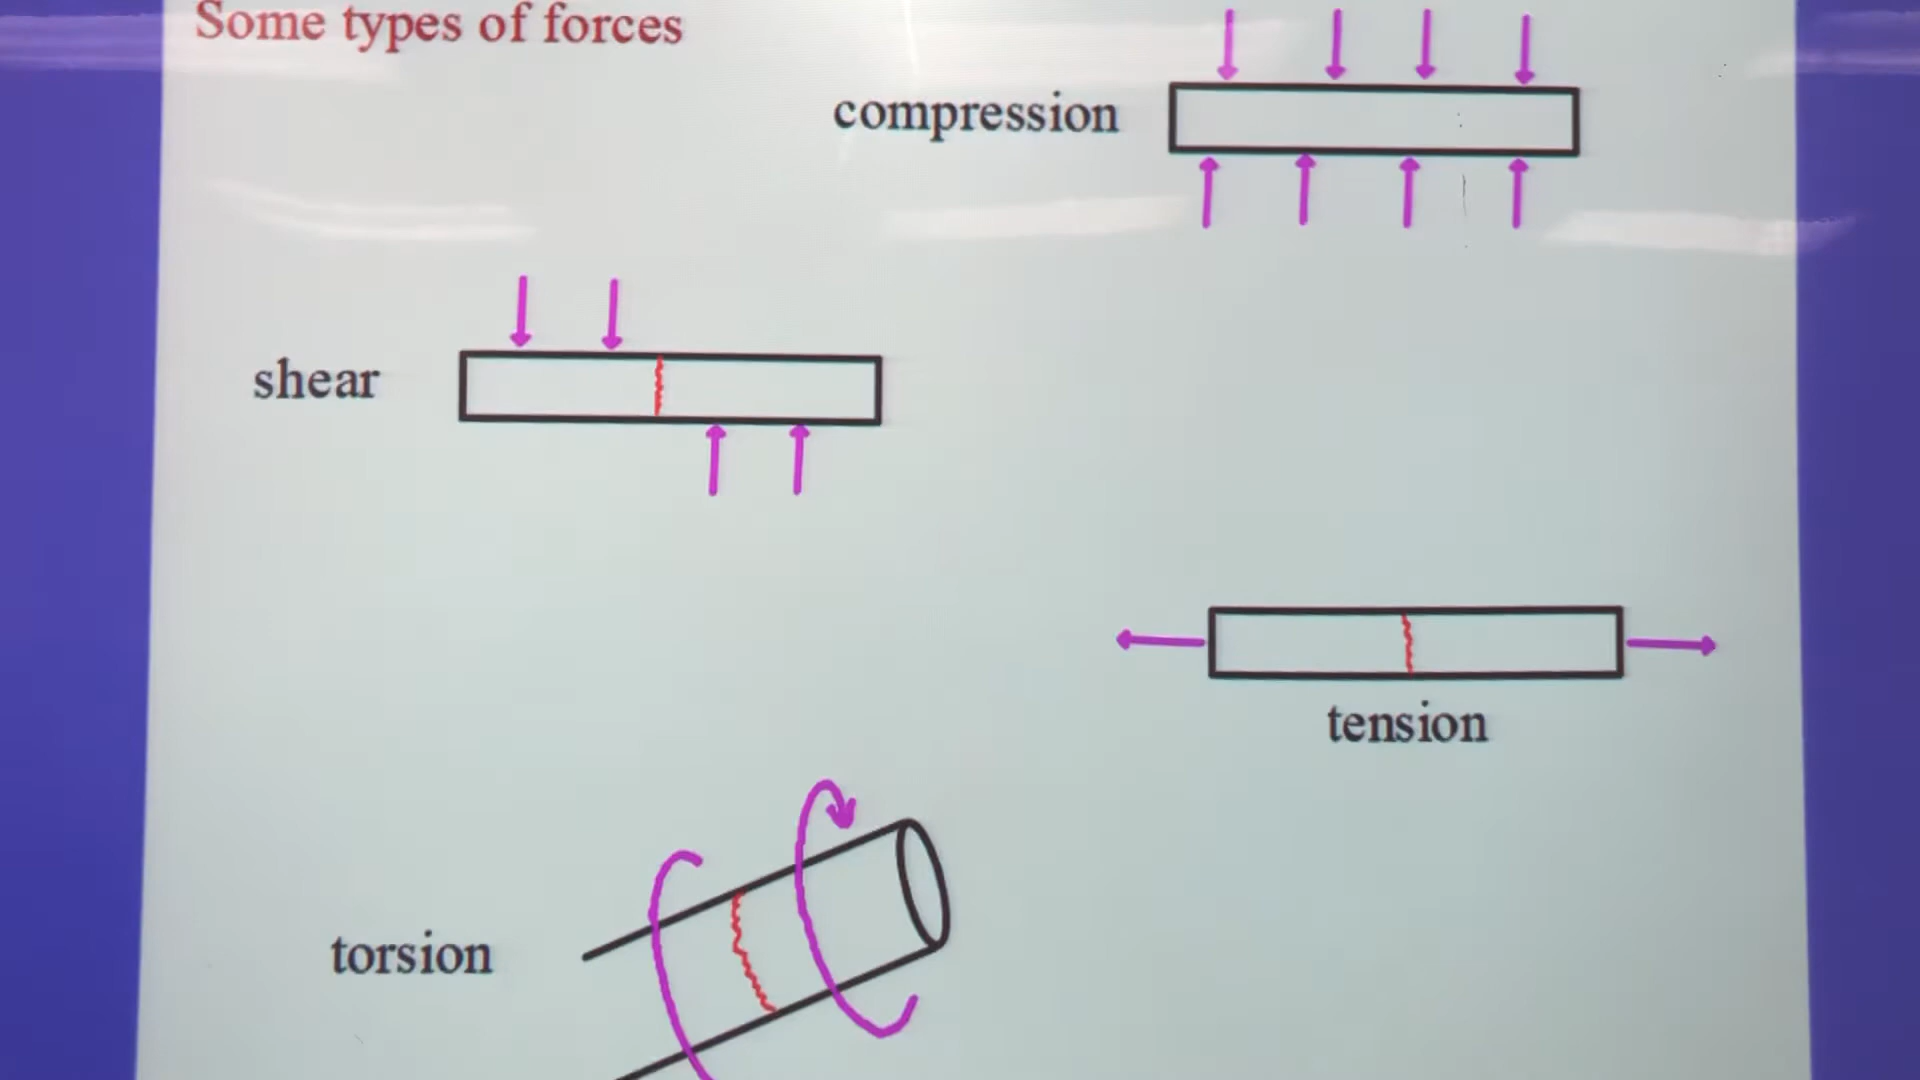 Some types of forces
compression
shear
tension
torsion